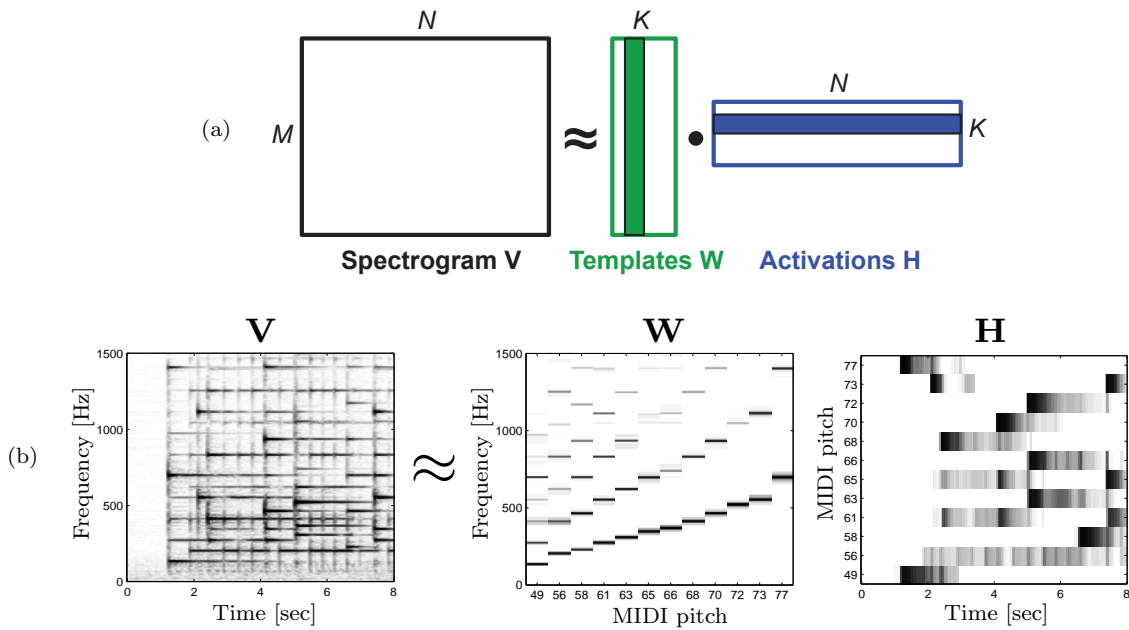 N
K
N
(a)
M
≈
•
K
Spectrogram V
Templates W
Activations H
V
W
H
(b)
Frequency [Hz]
1500
1000
500
0
0 2 4 6 8
Time [sec]
≈
Frequency [Hz]
1500
1000
500
0
49 56 58 61 63 65 66 68 70 72 73 77
MIDI pitch
MIDI pitch
77
73
72
70
68
66
65
63
61
58
56
49
0 2 4 6 8
Time [sec]